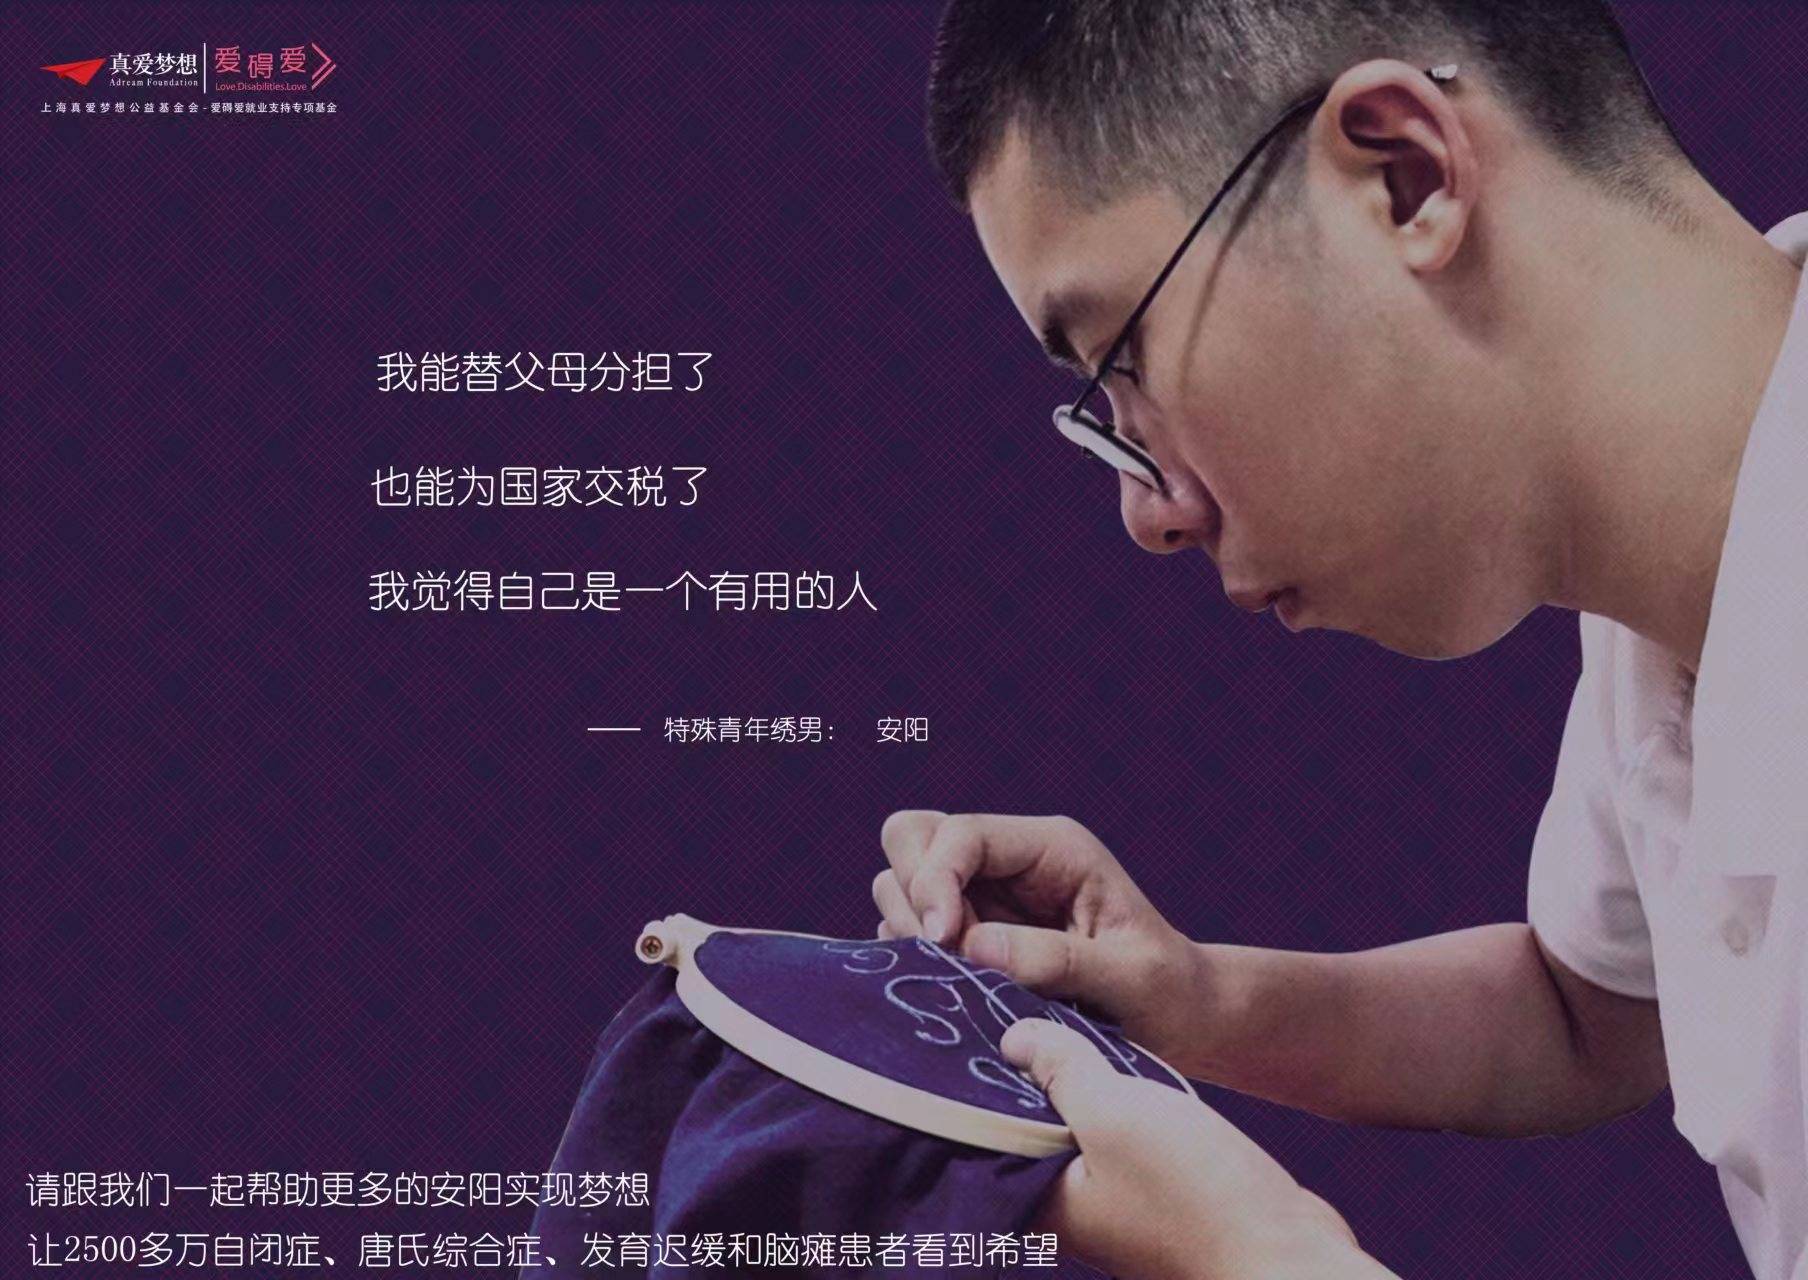 真爱梦想
Adream Foundation
爱碍爱
Love.Disabilities.Love
上海真爱梦想公益基金会-爱碍爱就业支持专项基金
我能替父母分担了
也能为国家交税了
我觉得自己是一个有用的人
—— 特殊青年绣男： 安阳
请跟我们一起帮助更多的安阳实现梦想
让2500多万自闭症、唐氏综合症、发育迟缓和脑瘫患者看到希望